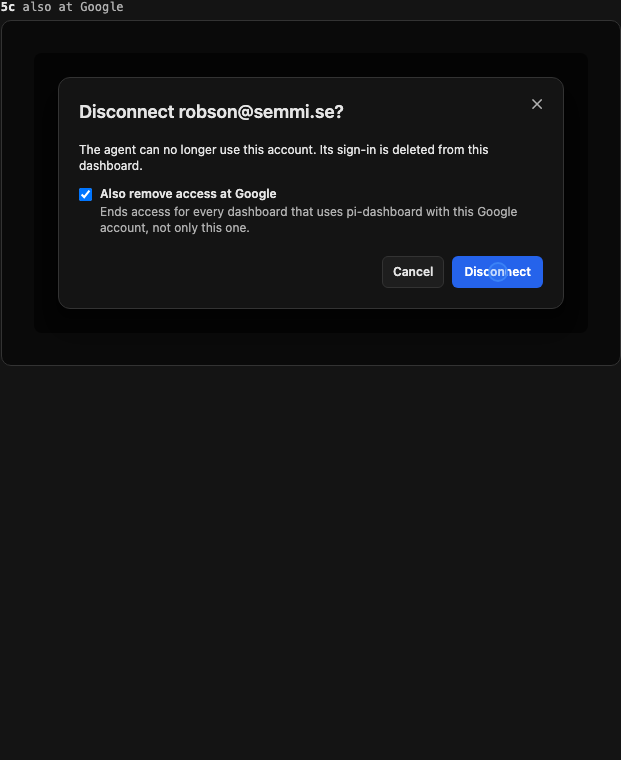 5c also at Google
Disconnect robson@semmi.se?
The agent can no longer use this account. Its sign-in is deleted from this
dashboard.
Also remove access at Google
Ends access for every dashboard that uses pi-dashboard with this Google
account, not only this one.
Cancel
Disconnect